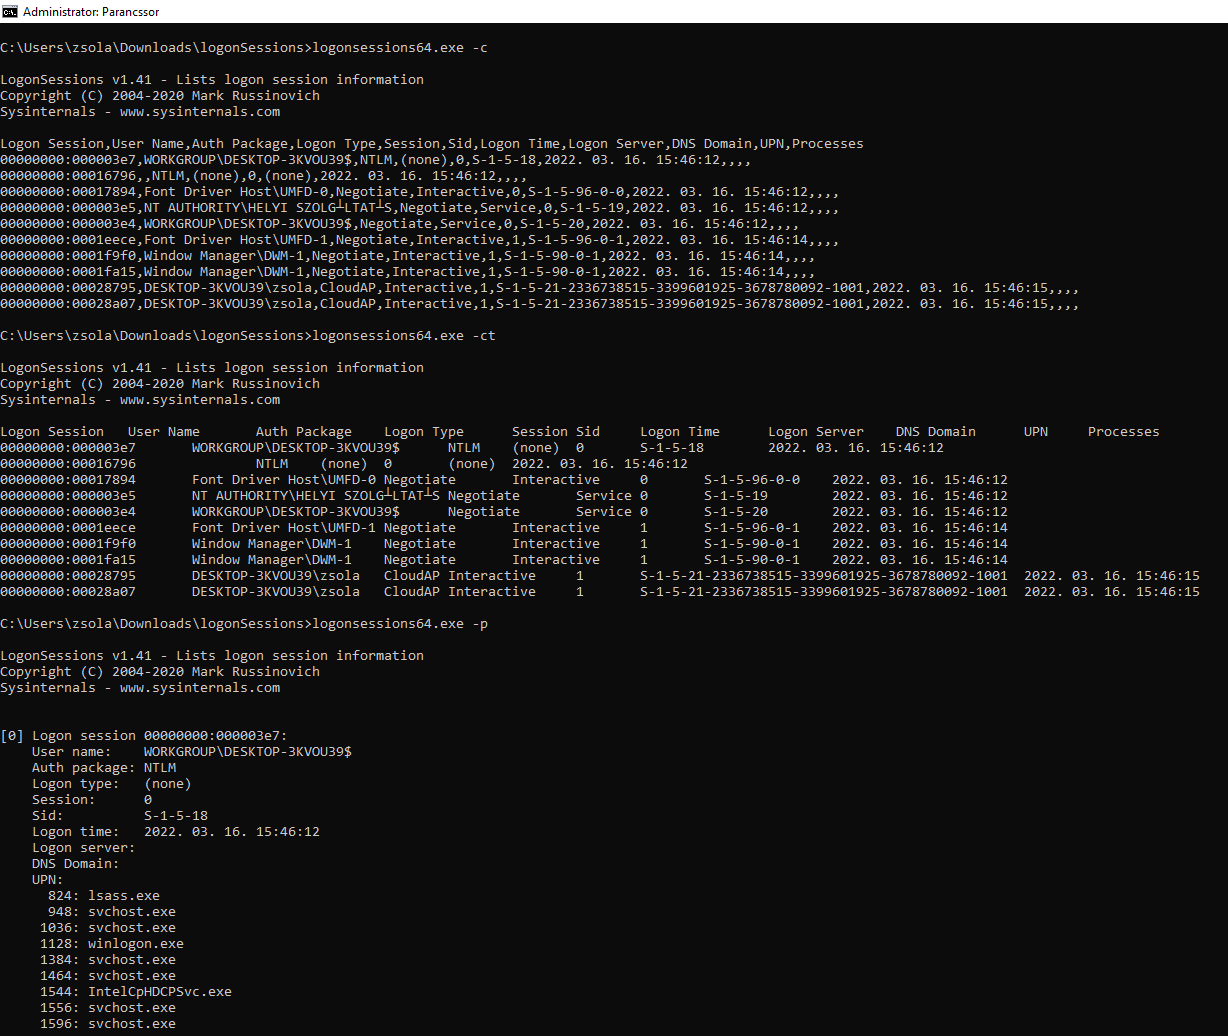 Administrator: Parancssor
C:\Users\zsola\Downloads\logonSessions>logonsessions64.exe -c
LogonSessions v1.41 - Lists logon session information
Copyright (C) 2004-2020 Mark Russinovich
Sysinternals - www.sysinternals.com
Logon Session,User Name,Auth Package,Logon Type,Session,Sid,Logon Time,Logon Server,DNS Domain,UPN,Processes
00000000:000003e7,WORKGROUP\DESKTOP-3KVOU39$,NTLM,(none),0,S-1-5-18,2022. 03. 16. 15:46:12,,,,
00000000:00016796,,NTLM,(none),0,(none),2022. 03. 16. 15:46:12,,,,
00000000:00017894,Font Driver Host\UMFD-0,Negotiate,Interactive,0,S-1-5-96-0-0,2022. 03. 16. 15:46:12,,,,
00000000:000003e5,NT AUTHORITY\HELYI SZOLG┴LTAT┴S,Negotiate,Service,0,S-1-5-19,2022. 03. 16. 15:46:12,,,,
00000000:000003e4,WORKGROUP\DESKTOP-3KVOU39$,Negotiate,Service,0,S-1-5-20,2022. 03. 16. 15:46:12,,,,
00000000:0001eece,Font Driver Host\UMFD-1,Negotiate,Interactive,1,S-1-5-96-0-1,2022. 03. 16. 15:46:14,,,,
00000000:0001f9f0,Window Manager\DWM-1,Negotiate,Interactive,1,S-1-5-90-0-1,2022. 03. 16. 15:46:14,,,,
00000000:0001fa15,Window Manager\DWM-1,Negotiate,Interactive,1,S-1-5-90-0-1,2022. 03. 16. 15:46:14,,,,
00000000:00028795,DESKTOP-3KVOU39\zsola,CloudAP,Interactive,1,S-1-5-21-2336738515-3399601925-3678780092-1001,2022. 03. 16. 15:46:15,,,,
00000000:00028a07,DESKTOP-3KVOU39\zsola,CloudAP,Interactive,1,S-1-5-21-2336738515-3399601925-3678780092-1001,2022. 03. 16. 15:46:15,,,,
C:\Users\zsola\Downloads\logonSessions>logonsessions64.exe -ct
LogonSessions v1.41 - Lists logon session information
Copyright (C) 2004-2020 Mark Russinovich
Sysinternals - www.sysinternals.com
Logon Session   User Name       Auth Package    Logon Type      Session Sid     Logon Time      Logon Server    DNS Domain      UPN     Processes
00000000:000003e7       WORKGROUP\DESKTOP-3KVOU39$      NTLM    (none)  0       S-1-5-18        2022. 03. 16. 15:46:12
00000000:00016796               NTLM    (none)  0       (none)  2022. 03. 16. 15:46:12
00000000:00017894       Font Driver Host\UMFD-0 Negotiate       Interactive     0       S-1-5-96-0-0    2022. 03. 16. 15:46:12
00000000:000003e5       NT AUTHORITY\HELYI SZOLG┴LTAT┴S Negotiate       Service 0       S-1-5-19        2022. 03. 16. 15:46:12
00000000:000003e4       WORKGROUP\DESKTOP-3KVOU39$      Negotiate       Service 0       S-1-5-20        2022. 03. 16. 15:46:12
00000000:0001eece       Font Driver Host\UMFD-1 Negotiate       Interactive     1       S-1-5-96-0-1    2022. 03. 16. 15:46:14
00000000:0001f9f0       Window Manager\DWM-1    Negotiate       Interactive     1       S-1-5-90-0-1    2022. 03. 16. 15:46:14
00000000:0001fa15       Window Manager\DWM-1    Negotiate       Interactive     1       S-1-5-90-0-1    2022. 03. 16. 15:46:14
00000000:00028795       DESKTOP-3KVOU39\zsola   CloudAP Interactive     1       S-1-5-21-2336738515-3399601925-3678780092-1001  2022. 03. 16. 15:46:15
00000000:00028a07       DESKTOP-3KVOU39\zsola   CloudAP Interactive     1       S-1-5-21-2336738515-3399601925-3678780092-1001  2022. 03. 16. 15:46:15
C:\Users\zsola\Downloads\logonSessions>logonsessions64.exe -p
LogonSessions v1.41 - Lists logon session information
Copyright (C) 2004-2020 Mark Russinovich
Sysinternals - www.sysinternals.com
[0] Logon session 00000000:000003e7:
    User name:    WORKGROUP\DESKTOP-3KVOU39$
    Auth package: NTLM
    Logon type:   (none)
    Session:      0
    Sid:          S-1-5-18
    Logon time:   2022. 03. 16. 15:46:12
    Logon server:
    DNS Domain:
    UPN:
      824: lsass.exe
      948: svchost.exe
     1036: svchost.exe
     1128: winlogon.exe
     1384: svchost.exe
     1464: svchost.exe
     1544: IntelCpHDCPSvc.exe
     1556: svchost.exe
     1596: svchost.exe